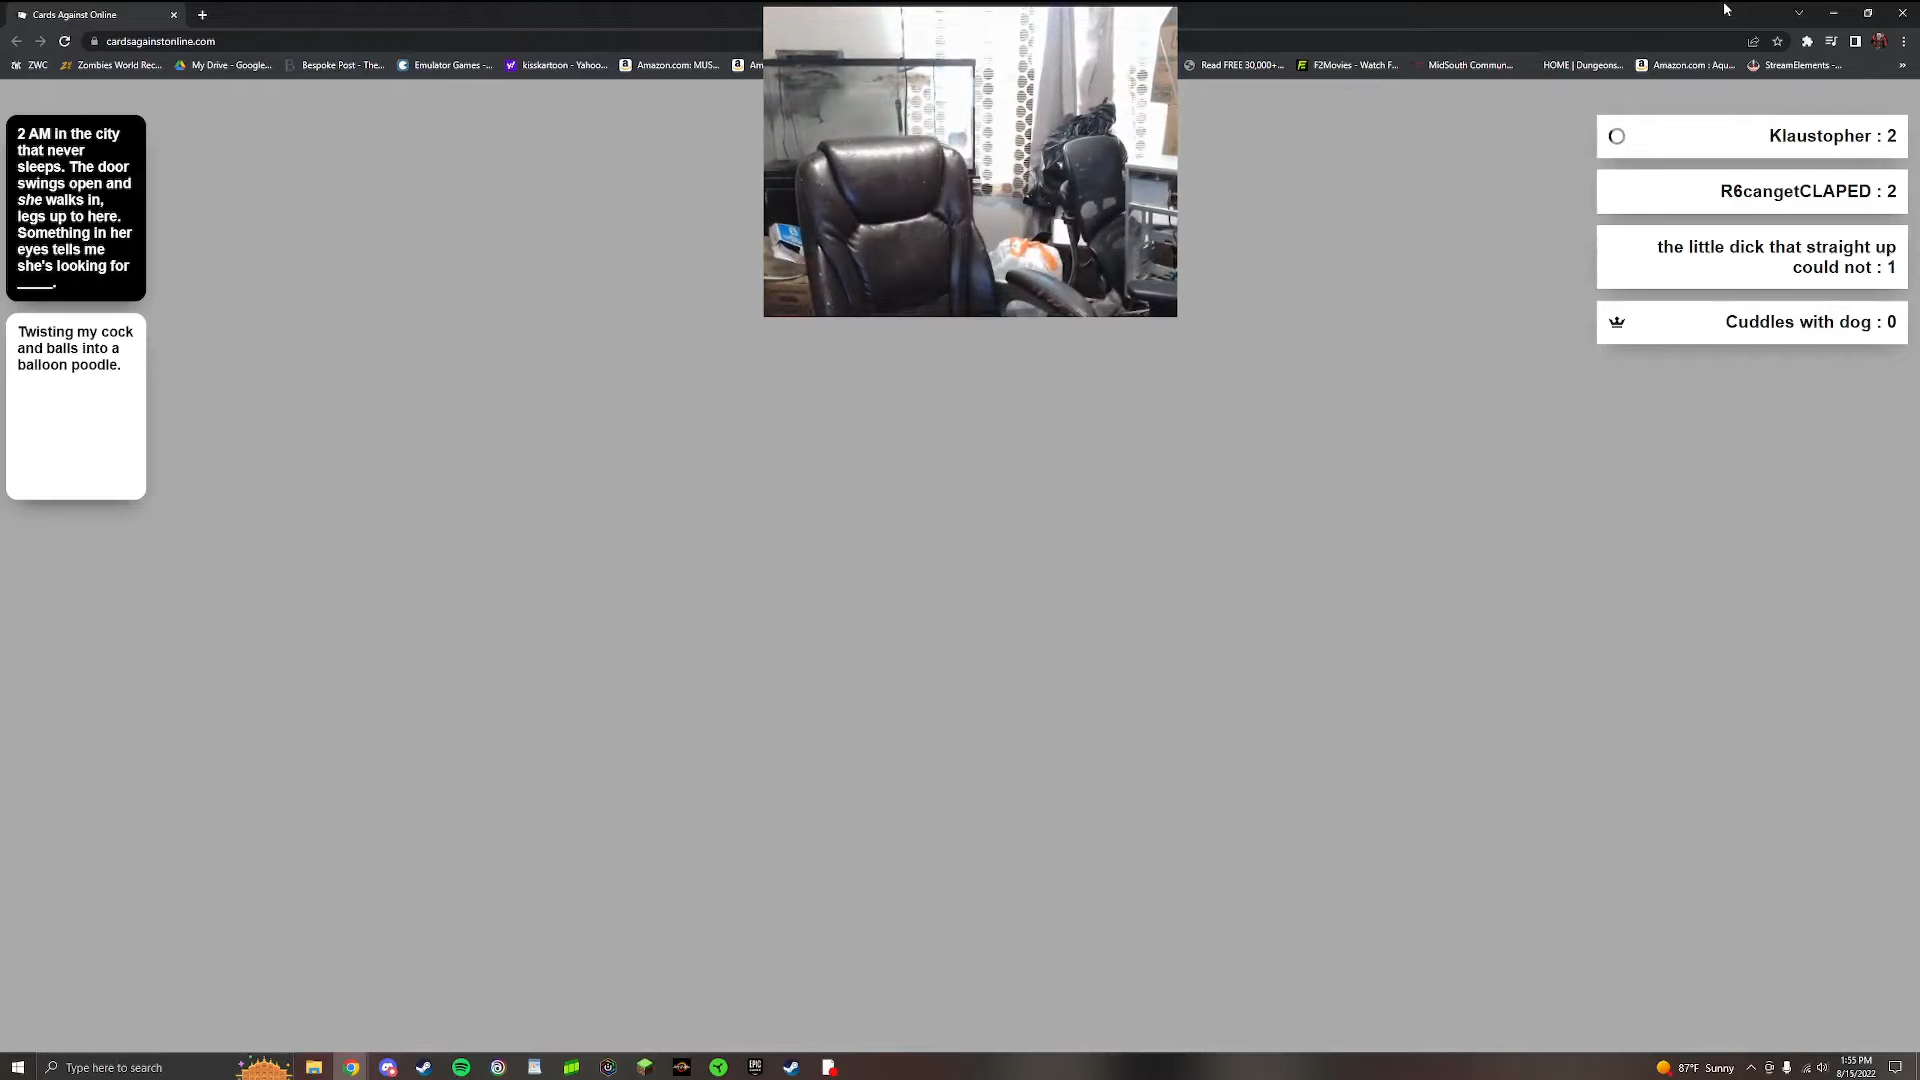 Cards Against Online
cardsagainstonline.com
ZWC
Zombies World Rec...
My Drive - Google...
Bespoke Post - The...
Emulator Games -...
kisskartoon - Yahoo...
Amazon.com: MUS...
Am
Read FREE 30,000+...
F2Movies - Watch F...
MidSouth Commun...
HOME | Dungeons...
Amazon.com : Aqu...
StreamElements -...
2 AM in the city
that never
sleeps. The door
swings open and
she walks in,
legs up to here.
Something in her
eyes tells me
she's looking for
_____.
Twisting my cock
and balls into a
balloon poodle.
Klaustopher : 2
R6cangetCLAPED : 2
the little dick that straight up
could not : 1
Cuddles with dog : 0
Type here to search
EPIC
87°F Sunny
1:55 PM
8/15/2022